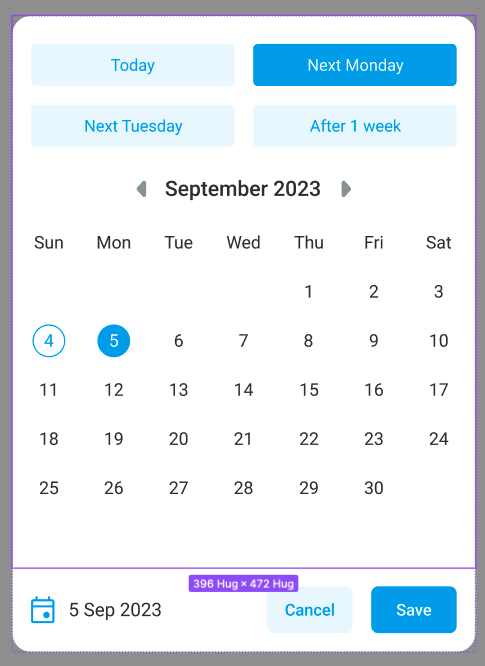 Today Next Monday
Next Tuesday After 1 week
September 2023
Sun Mon Tue Wed Thu Fri Sat
1 2 3
4 5 6 7 8 9 10
11 12 13 14 15 16 17
18 19 20 21 22 23 24
25 26 27 28 29 30
396 Hug × 472 Hug
5 Sep 2023 Cancel Save